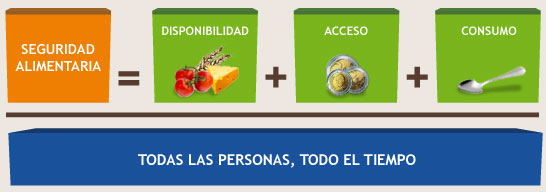 SEGURIDAD
ALIMENTARIA
=
DISPONIBILIDAD
+
ACCESO
+
CONSUMO
TODAS LAS PERSONAS, TODO EL TIEMPO